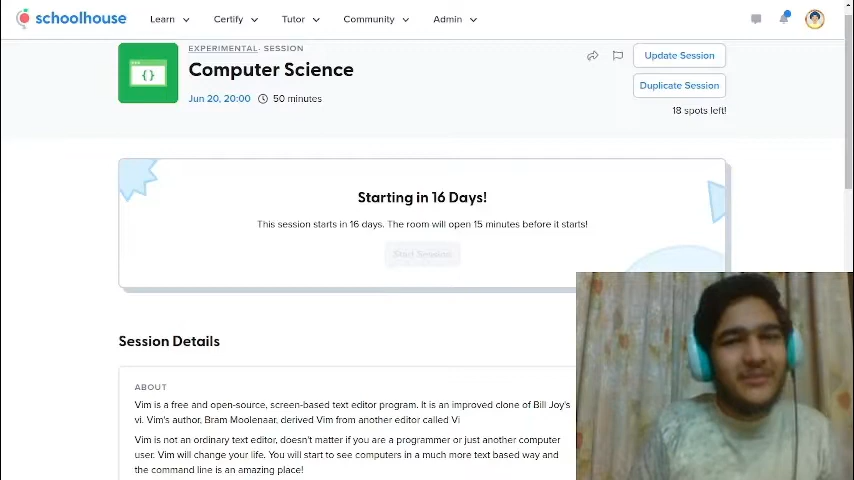 schoolhouse Learn Certify Tutor Community Admin
EXPERIMENTAL· SESSION
Computer Science
Jun 20, 20:00 50 minutes
Update Session
Duplicate Session
18 spots left!
{}
Starting in 16 Days!
This session starts in 16 days. The room will open 15 minutes before it starts!
Start Session
Session Details
ABOUT
Vim is a free and open-source, screen-based text editor program. It is an improved clone of Bill Joy's
vi. Vim's author, Bram Moolenaar, derived Vim from another editor called Vi
Vim is not an ordinary text editor, doesn't matter if you are a programmer or just another computer
user. Vim will change your life. You will start to see computers in a much more text based way and
the command line is an amazing place!